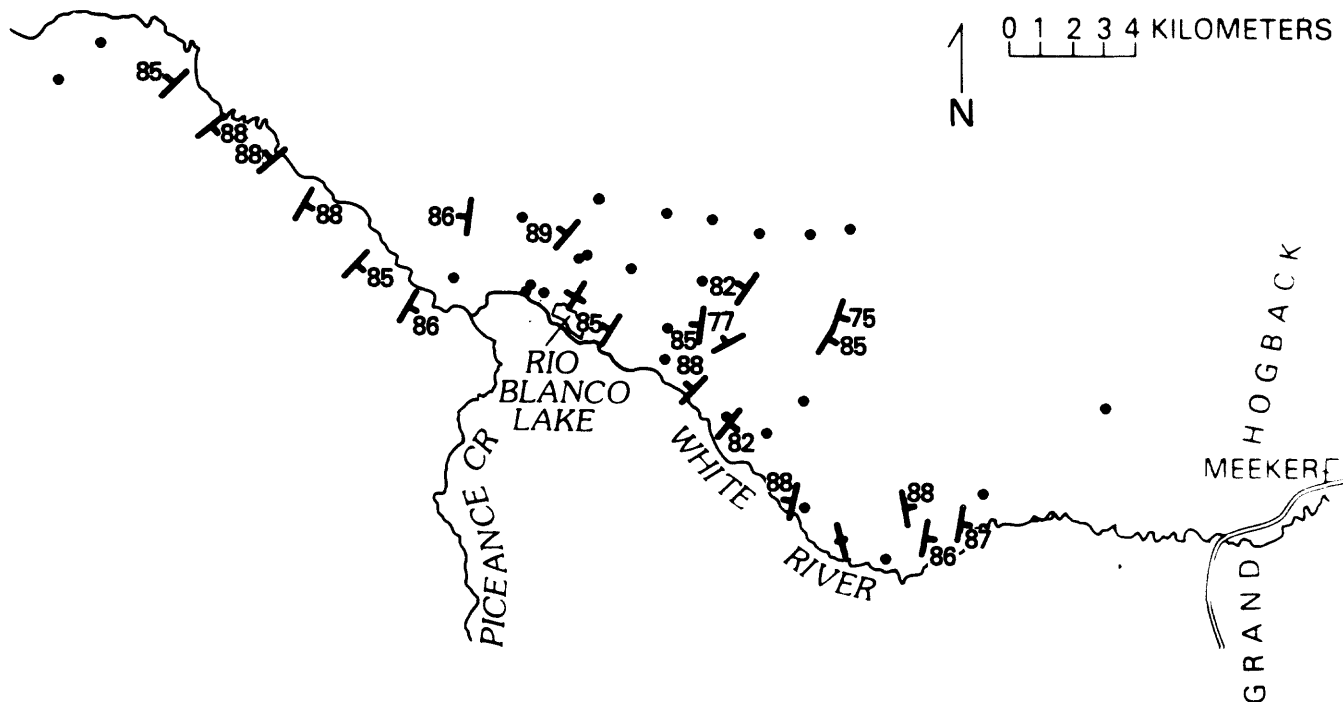 0 1 2 3 4 KILOMETERS
N
85
88
88
88
86
89
85
86
82
85
77
75
85
85
88
RIO
BLANCO
LAKE
82
WHITE
RIVER
PICEANCE CR
88
88
86
87
MEEKER
GRAND HOGBACK